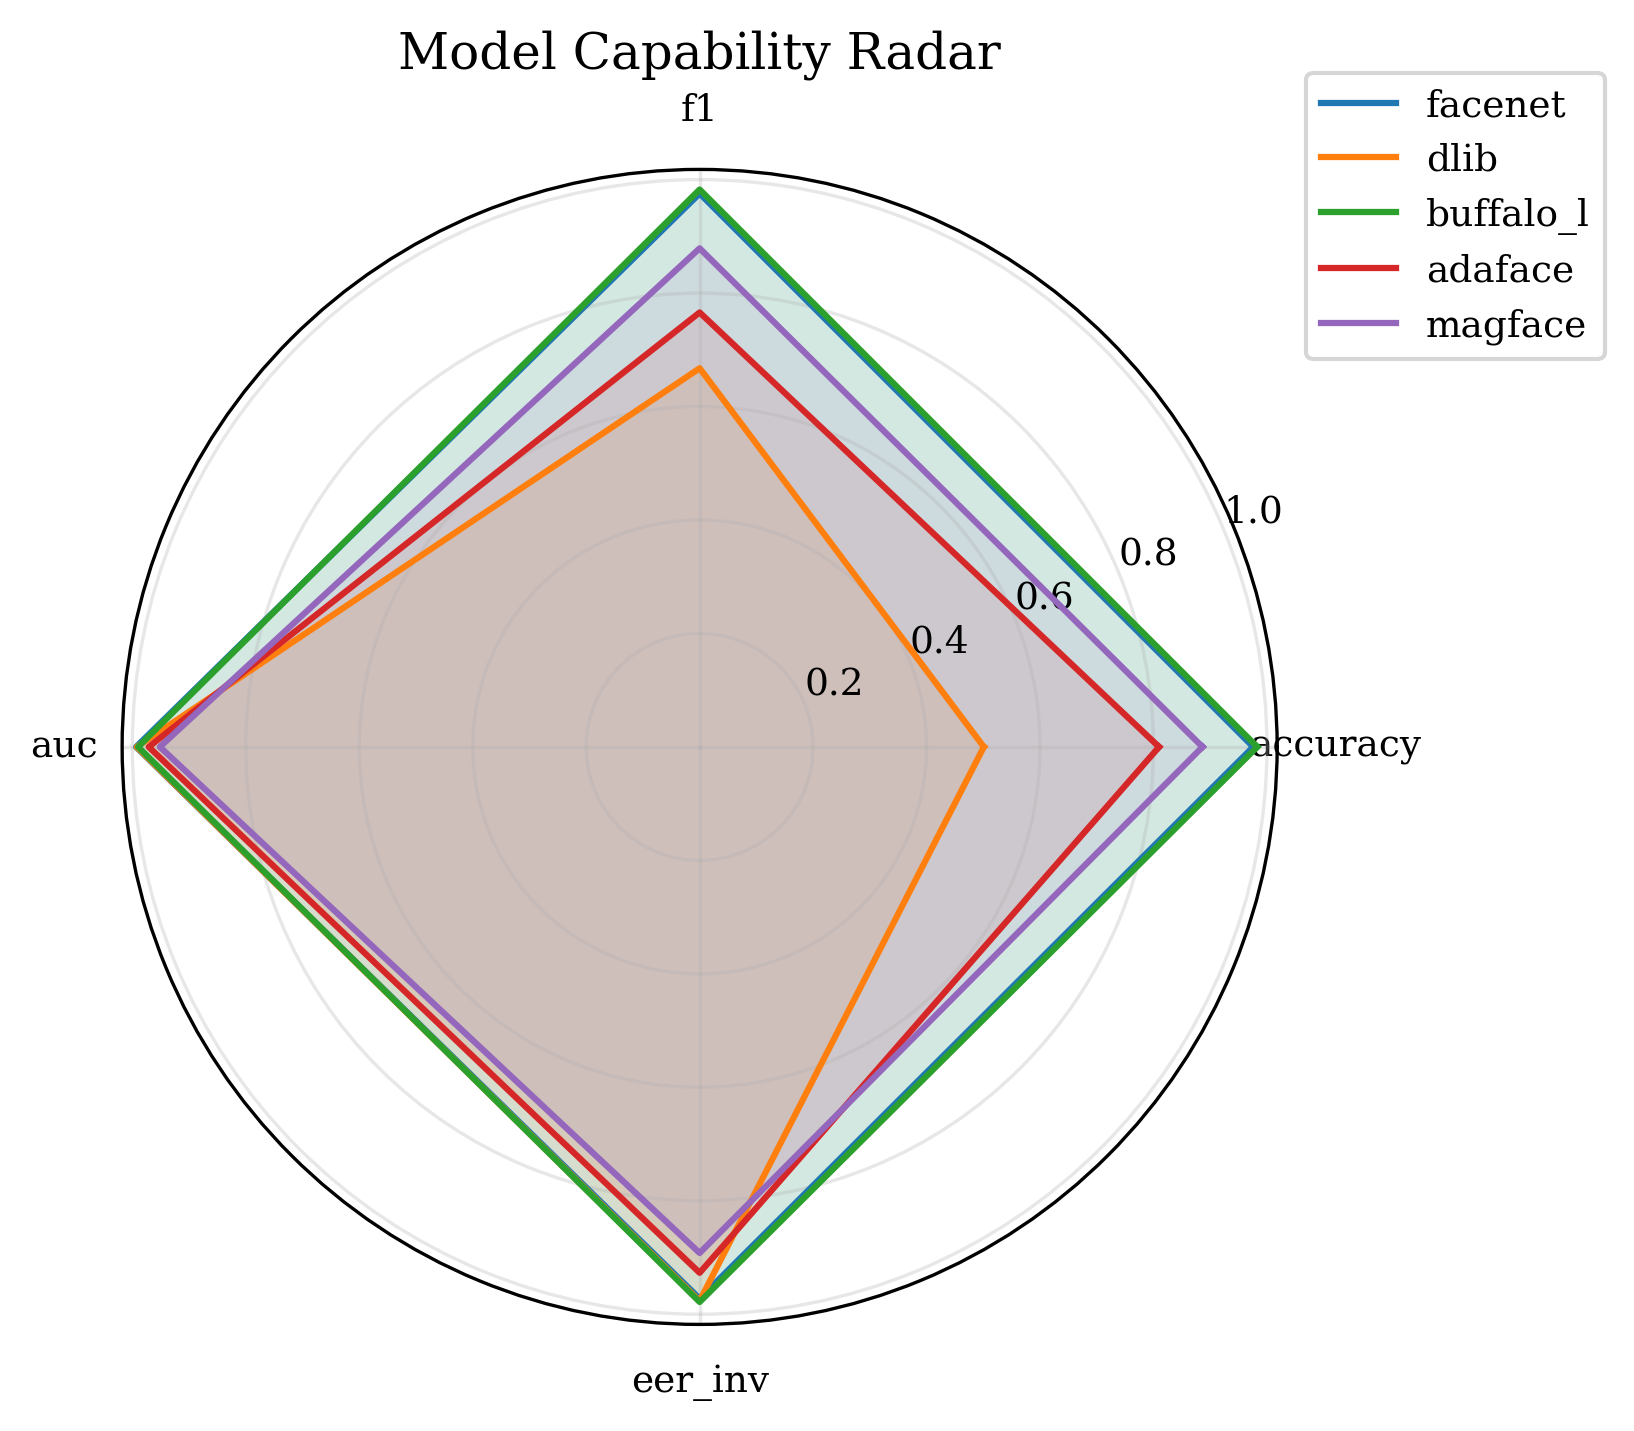 Model Capability Radar
f1
facenet
dlib
buffalo_l
adaface
magface
1.0
0.8
0.6
0.4
0.2
auc
accuracy
eer_inv